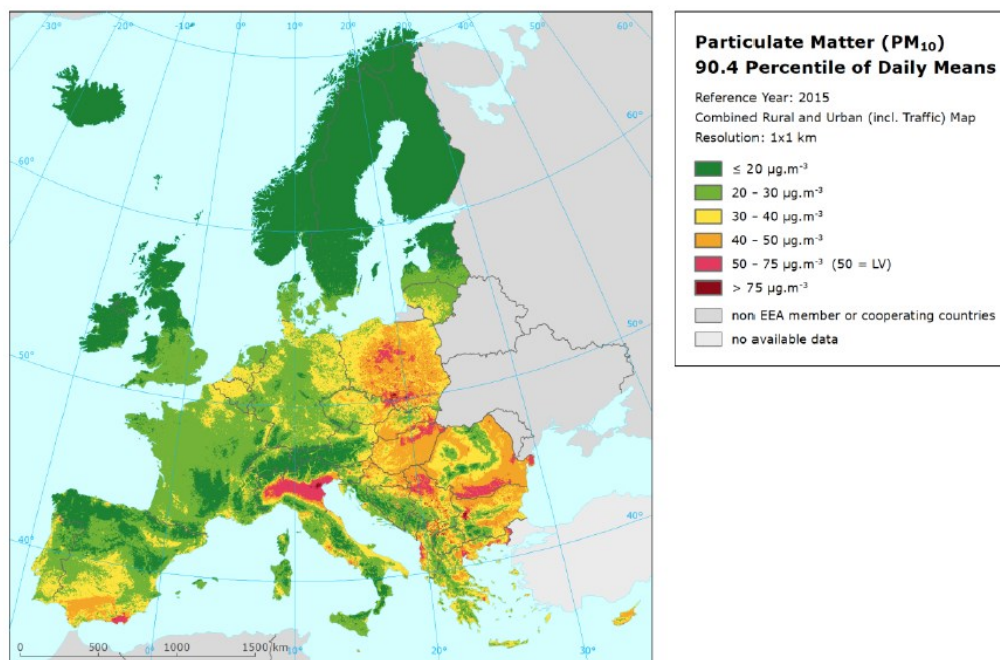 -30°
-20°
-10°
0°
10°
20°
30°
40°
50°
60°
70°
60°
60°
50°
50°
40°
40°
0 500 1000 1500 km
0°
10°
20°
30°
Particulate Matter (PM₁₀)
90.4 Percentile of Daily Means
Reference Year: 2015
Combined Rural and Urban (incl. Traffic) Map
Resolution: 1x1 km
≤ 20 µg.m⁻³
20 – 30 µg.m⁻³
30 – 40 µg.m⁻³
40 – 50 µg.m⁻³
50 – 75 µg.m⁻³ (50 = LV)
> 75 µg.m⁻³
non EEA member or cooperating countries
no available data